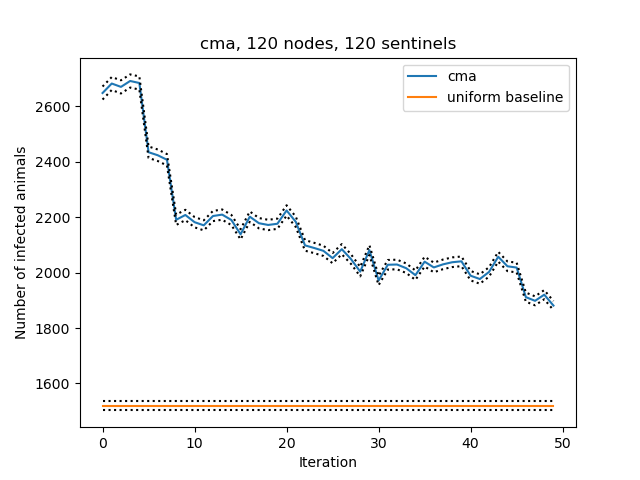 cma, 120 nodes, 120 sentinels
cma
uniform baseline
2600
2400
2200
2000
1800
1600
Number of infected animals
0 10 20 30 40 50
Iteration